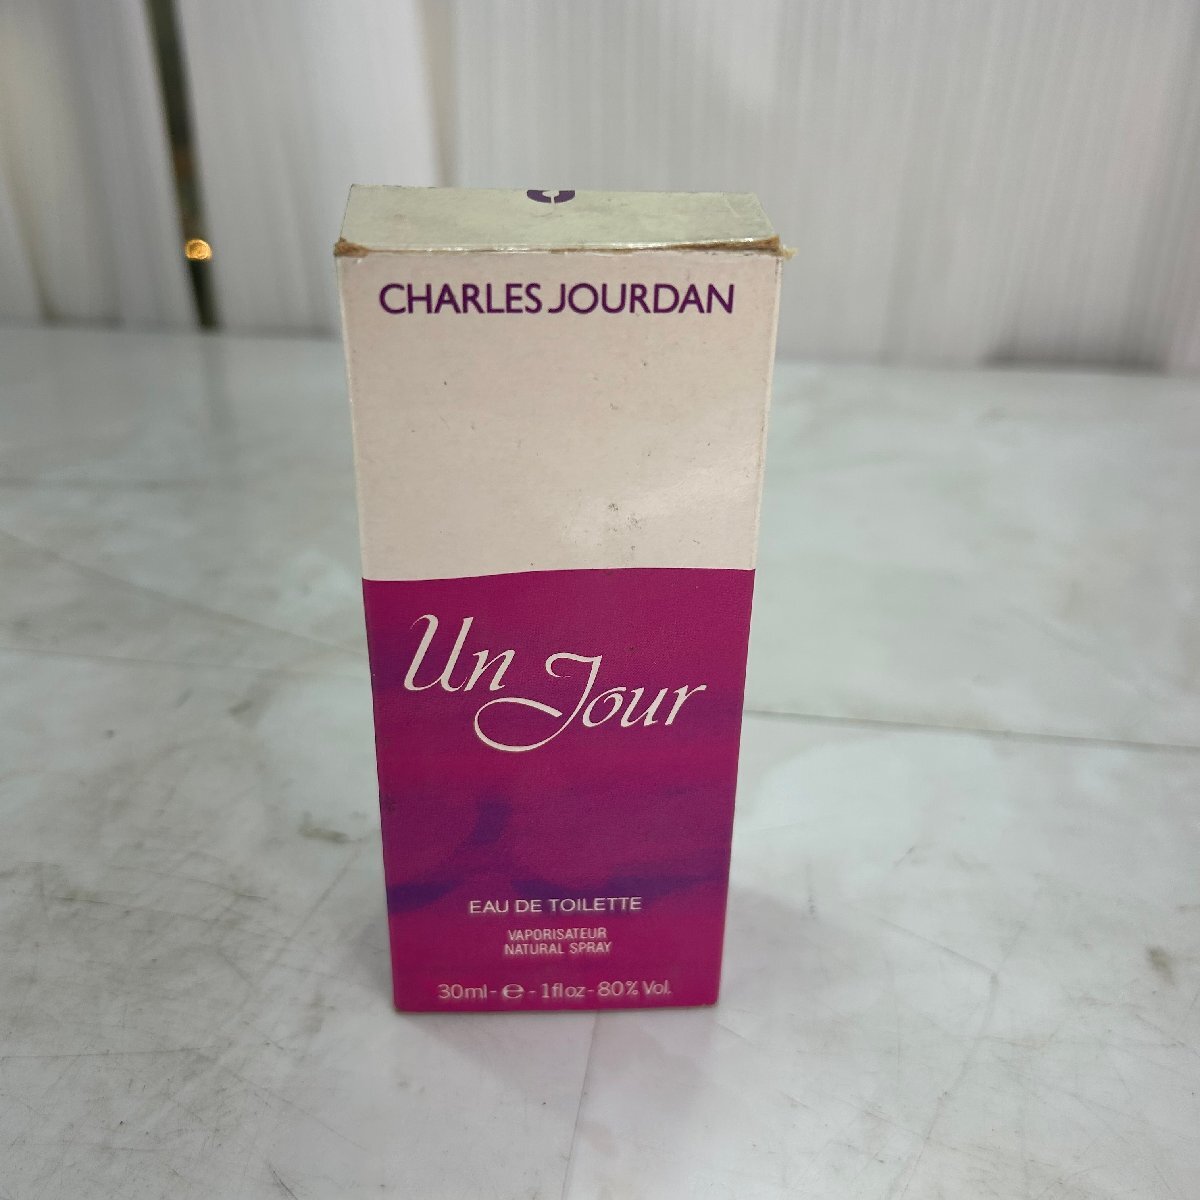 CHARLES JOURDAN
Un Jour
EAU DE TOILETTE
VAPORISATEUR
NATURAL SPRAY
30ml - ℮ - 1fl oz - 80% Vol.